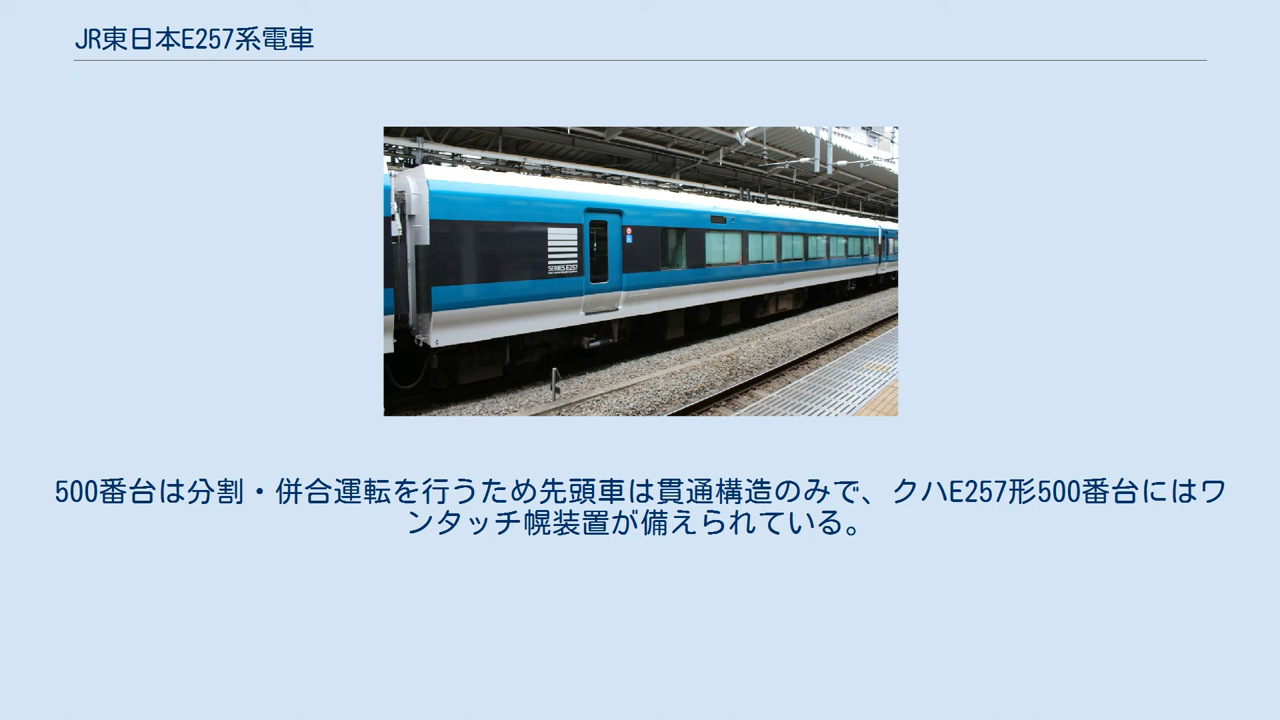 JR東日本E257系電車
SERIES E257
500番台は分割・併合運転を行うため先頭車は貫通構造のみで、クハE257形500番台にはワ
ンタッチ幌装置が備えられている。